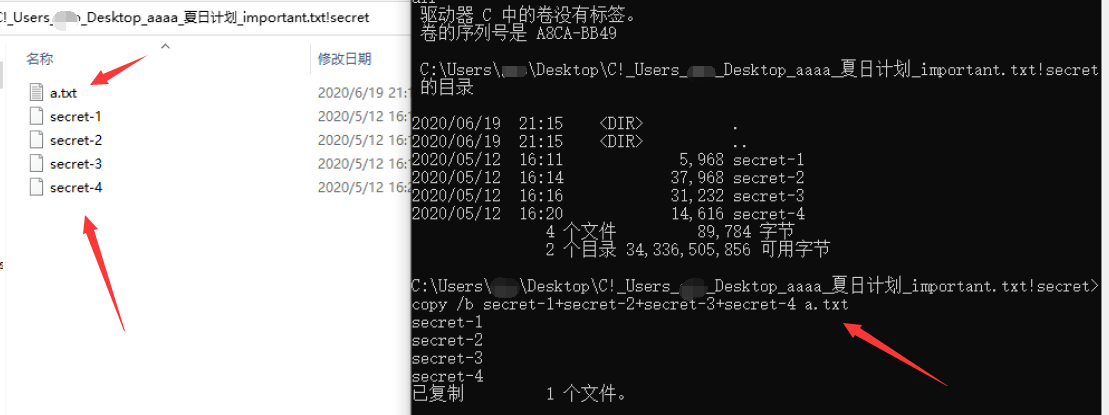 C!_Users_ _Desktop_aaaa_夏日计划_important.txt!secret
名称 修改日期
a.txt 2020/6/19 21:1
secret-1 2020/5/12 16:1
secret-2 2020/5/12 16:1
secret-3 2020/5/12 16:1
secret-4 2020/5/12 16:2
驱动器 C 中的卷没有标签。
卷的序列号是 A8CA-BB49
C:\Users\ \Desktop\C!_Users_ _Desktop_aaaa_夏日计划_important.txt!secret
的目录
2020/06/19 21:15 <DIR> .
2020/06/19 21:15 <DIR> ..
2020/05/12 16:11 5,968 secret-1
2020/05/12 16:14 37,968 secret-2
2020/05/12 16:16 31,232 secret-3
2020/05/12 16:20 14,616 secret-4
4 个文件 89,784 字节
2 个目录 34,336,505,856 可用字节
C:\Users\ \Desktop\C!_Users_ _Desktop_aaaa_夏日计划_important.txt!secret>
copy /b secret-1+secret-2+secret-3+secret-4 a.txt
secret-1
secret-2
secret-3
secret-4
已复制 1 个文件。